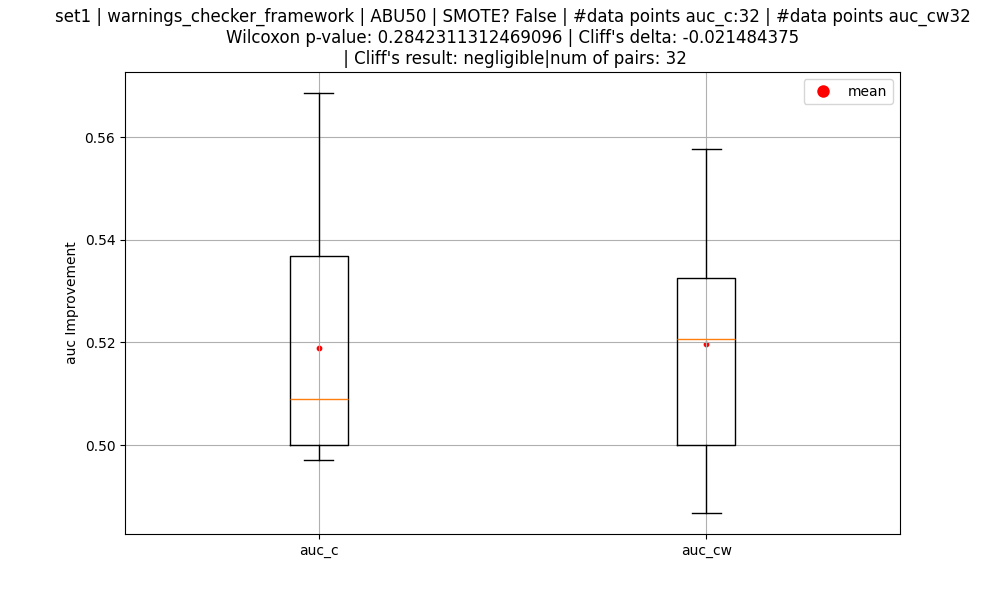 set1 | warnings_checker_framework | ABU50 | SMOTE? False | #data points auc_c:32 | #data points auc_cw32
Wilcoxon p-value: 0.2842311312469096 | Cliff's delta: -0.021484375
| Cliff's result: negligible|num of pairs: 32
mean
0.56
0.54
0.52
0.50
auc Improvement
auc_c
auc_cw